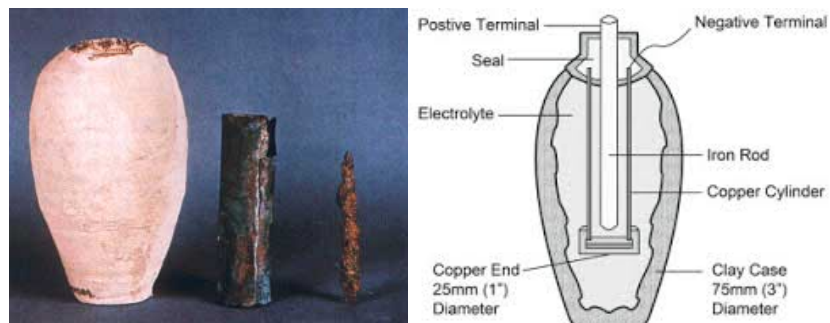 Postive Terminal
Negative Terminal
Seal
Electrolyte
Iron Rod
Copper Cylinder
Copper End
25mm (1")
Diameter
Clay Case
75mm (3")
Diameter